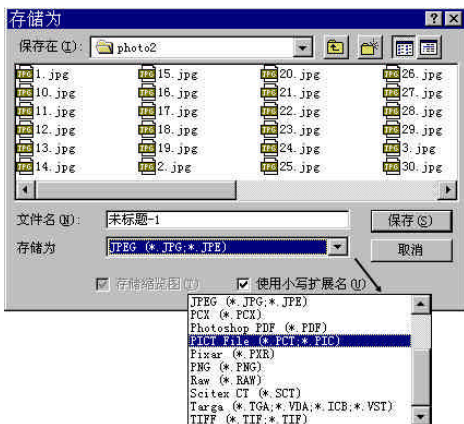 存储为
保存在(I): photo2
1.jpg 15.jpg 20.jpg 26.jpg
10.jpg 16.jpg 21.jpg 27.jpg
11.jpg 17.jpg 22.jpg 28.jpg
12.jpg 18.jpg 23.jpg 29.jpg
13.jpg 19.jpg 24.jpg 3.jpg
14.jpg 2.jpg 25.jpg 30.jpg
文件名(N): 未标题-1 保存(S)
存储为 JPEG (*.JPG;*.JPE) 取消
存储缩览图(T) 使用小写扩展名(U)
JPEG (*.JPG;*.JPE)
PCX (*.PCX)
Photoshop PDF (*.PDF)
PICT File (*.PCT;*.PIC)
Pixar (*.PXR)
PNG (*.PNG)
Raw (*.RAW)
Scitex CT (*.SCT)
Targa (*.TGA;*.VDA;*.ICB;*.VST)
TIFF (*.TIF;*.TIF)